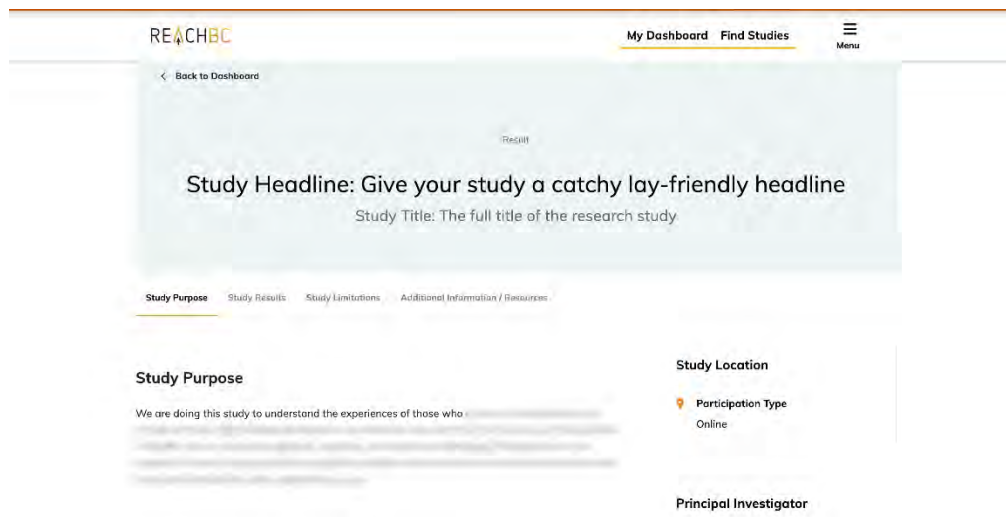 REACHBC
My Dashboard Find Studies
Menu
Back to Dashboard
Result
Study Headline: Give your study a catchy lay-friendly headline
Study Title: The full title of the research study
Study Purpose Study Results Study Limitations Additional Information / Resources
Study Purpose
We are doing this study to understand the experiences of those who
Study Location
Participation Type
Online
Principal Investigator